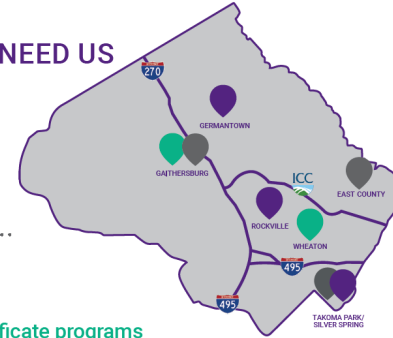 NEED US
270
GERMANTOWN
GAITHERSBURG
ICC
EAST COUNTY
ROCKVILLE
WHEATON
495
495
TAKOMA PARK/
SILVER SPRING
ficate programs